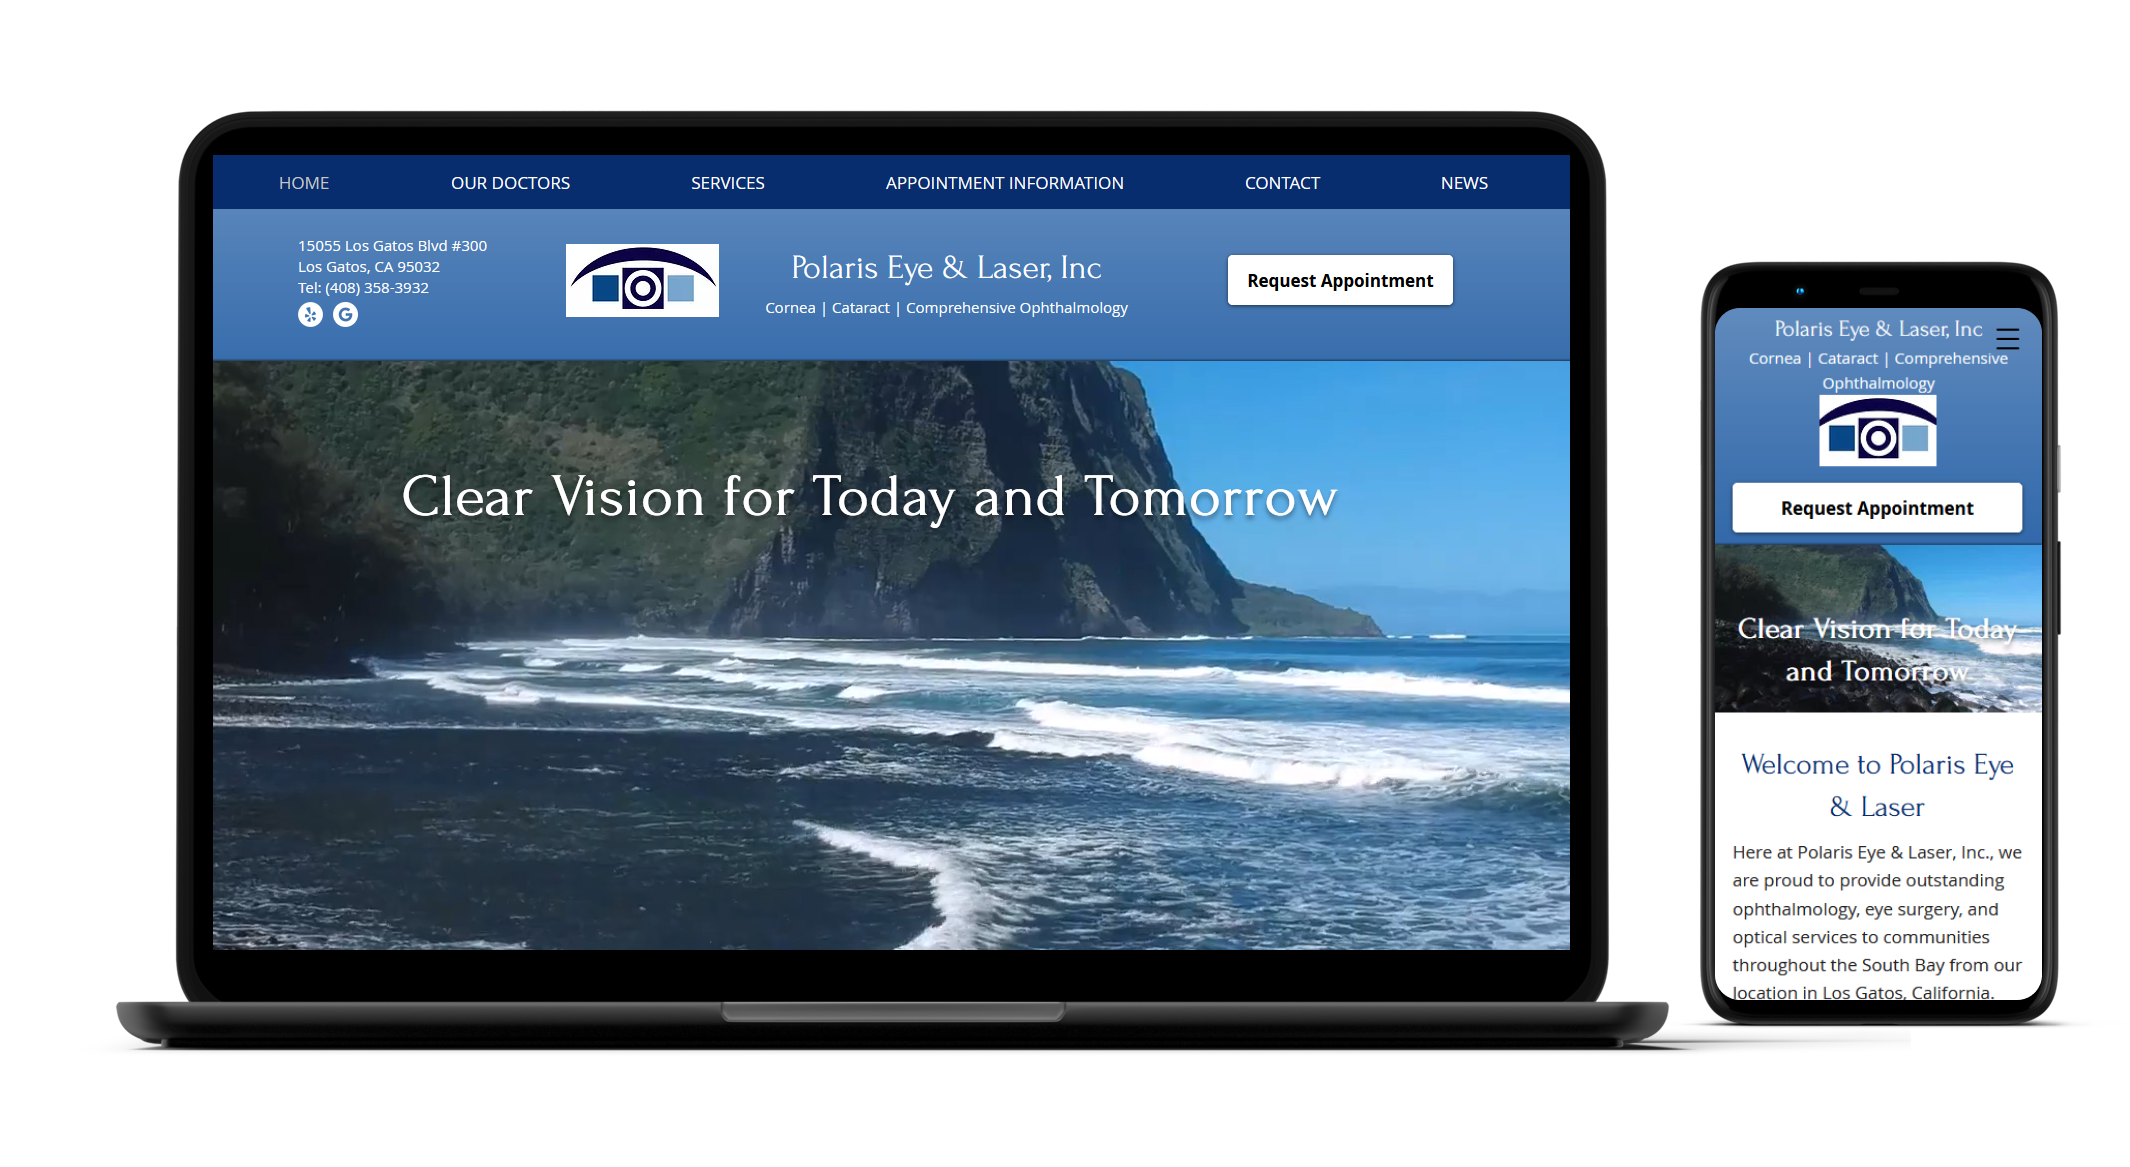 HOME OUR DOCTORS SERVICES APPOINTMENT INFORMATION CONTACT NEWS
15055 Los Gatos Blvd #300
Los Gatos, CA 95032
Tel: (408) 358-3932
Polaris Eye & Laser, Inc
Cornea | Cataract | Comprehensive Ophthalmology
Request Appointment
Clear Vision for Today and Tomorrow
Polaris Eye & Laser, Inc
Cornea | Cataract | Comprehensive
Ophthalmology
Request Appointment
Clear Vision for Today
and Tomorrow
Welcome to Polaris Eye
& Laser
Here at Polaris Eye & Laser, Inc., we
are proud to provide outstanding
ophthalmology, eye surgery, and
optical services to communities
throughout the South Bay from our
location in Los Gatos, California.